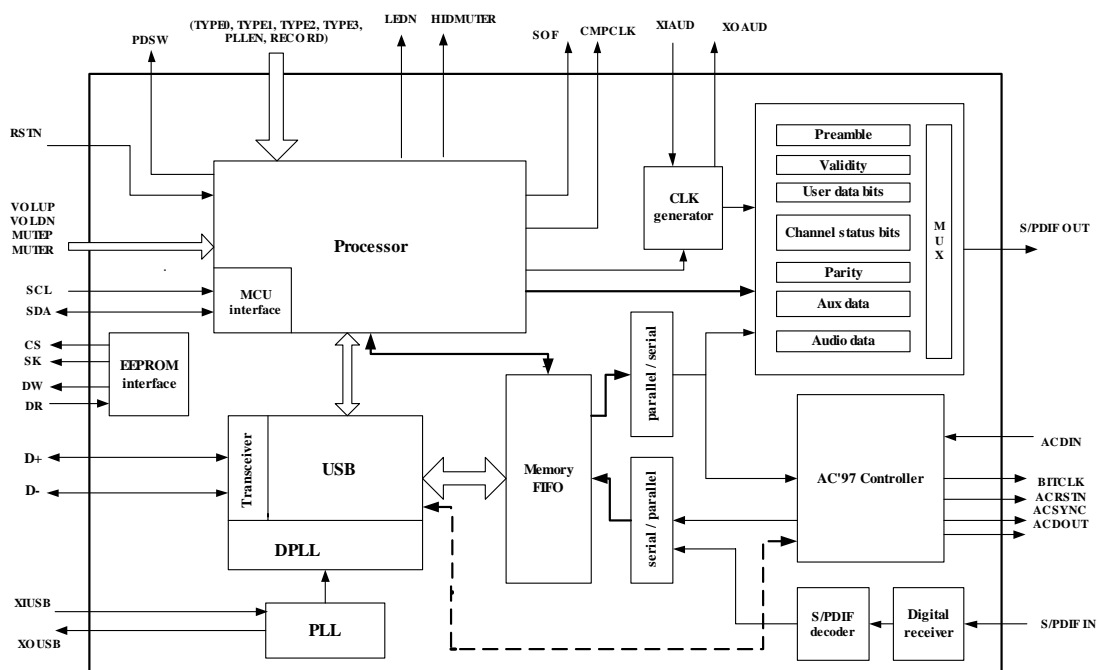 (TYPE0, TYPE1, TYPE2, TYPE3,
PLLEN, RECORD)
LEDN
HIDMUTER
PDSW
SOF
CMPCLK
XIAUD
XOAUD
RSTN
VOLUP
VOLDN
MUTEP
MUTER
SCL
SDA
CS
SK
DW
DR
D+
D-
XIUSB
XOUSB
Processor
MCU
interface
EEPROM
interface
Transceiver
USB
DPLL
PLL
Memory
FIFO
parallel / serial
serial / parallel
CLK
generator
Preamble
Validity
User data bits
Channel status bits
Parity
Aux data
Audio data
M
U
X
S/PDIF OUT
AC'97 Controller
ACDIN
BITCLK
ACRSTN
ACSYNC
ACDOUT
S/PDIF
decoder
Digital
receiver
S/PDIF IN